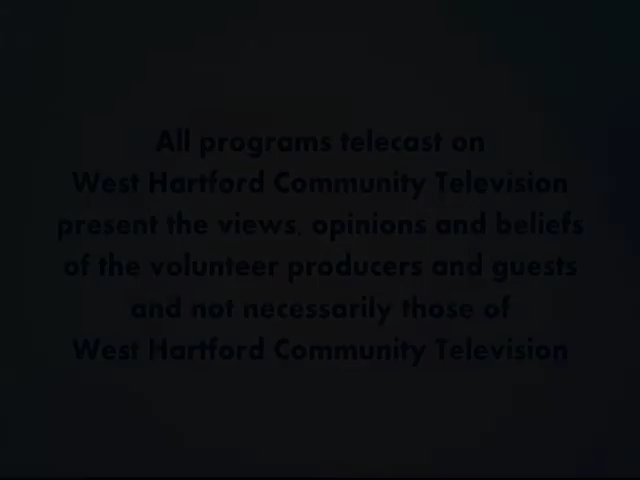 All programs telecast on
West Hartford Community Television
present the views, opinions and beliefs
of the volunteer producers and guests
and not necessarily those of
West Hartford Community Television